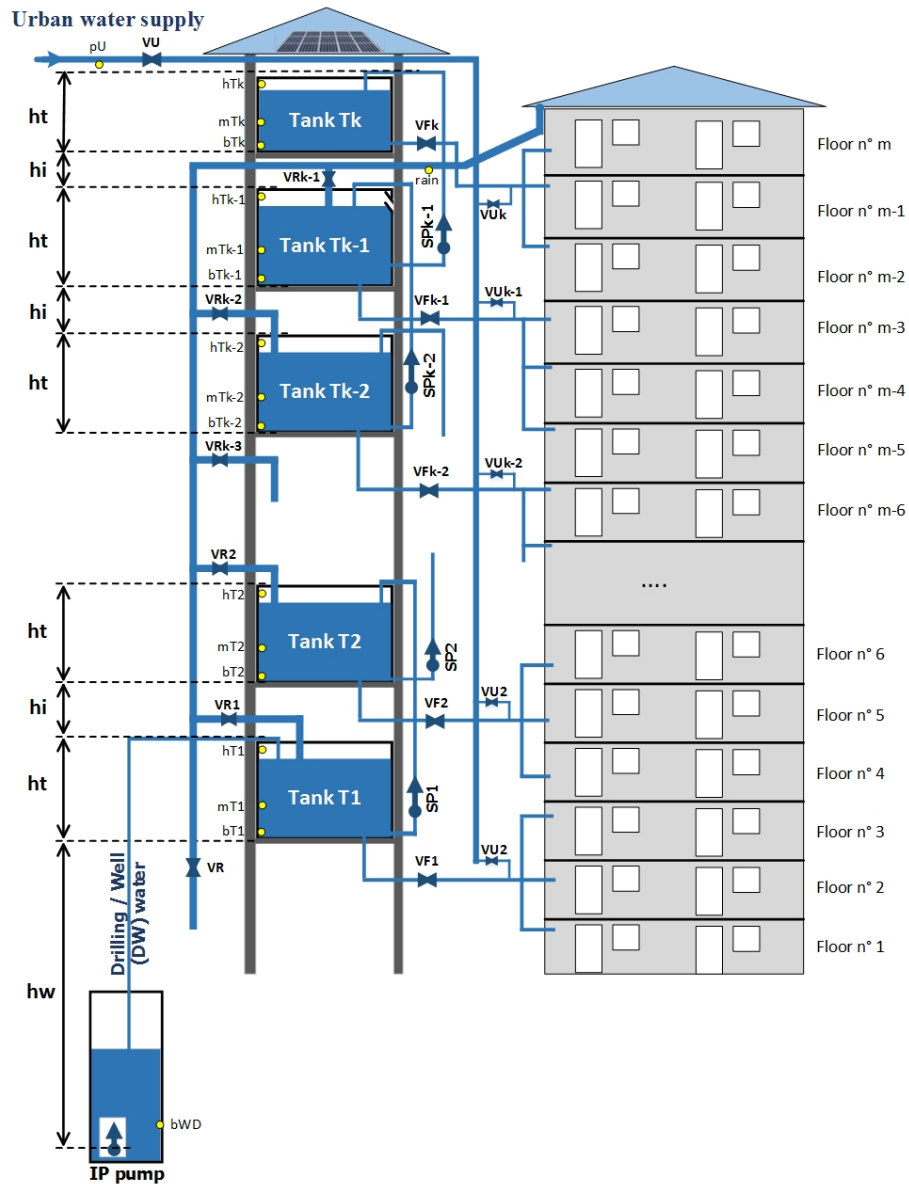 Urban water supply
pU
VU
ht
hTk
mTk
bTk
Tank Tk
VFk
Floor n° m
hi
VRk-1
rain
VUk
Floor n° m-1
ht
hTk-1
mTk-1
bTk-1
Tank Tk-1
SPk-1
Floor n° m-2
hi
VRk-2
VFk-1
VUk-1
Floor n° m-3
ht
hTk-2
mTk-2
bTk-2
Tank Tk-2
SPk-2
Floor n° m-4
VRk-3
VFk-2
VUk-2
Floor n° m-5
Floor n° m-6
....
VR2
ht
hT2
mT2
bT2
Tank T2
SP2
Floor n° 6
hi
VR1
VF2
VU2
Floor n° 5
ht
hT1
mT1
bT1
Tank T1
SP1
Floor n° 4
Floor n° 3
VR
VF1
VU2
Floor n° 2
Drilling / Well
(DW) water
Floor n° 1
hw
bWD
IP pump